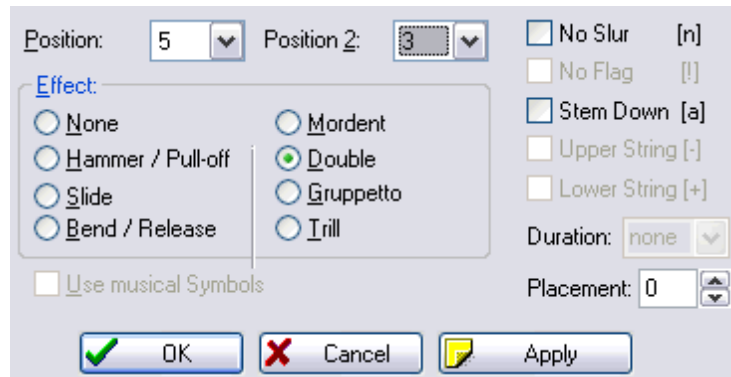 Position: 5 Position 2: 3
No Slur [n]
No Flag [!]
Effect:
None
Mordent
Stem Down [a]
Hammer / Pull-off
Double
Upper String [-]
Slide
Gruppetto
Lower String [+]
Bend / Release
Trill
Duration: none
Use musical Symbols
Placement: 0
OK Cancel Apply